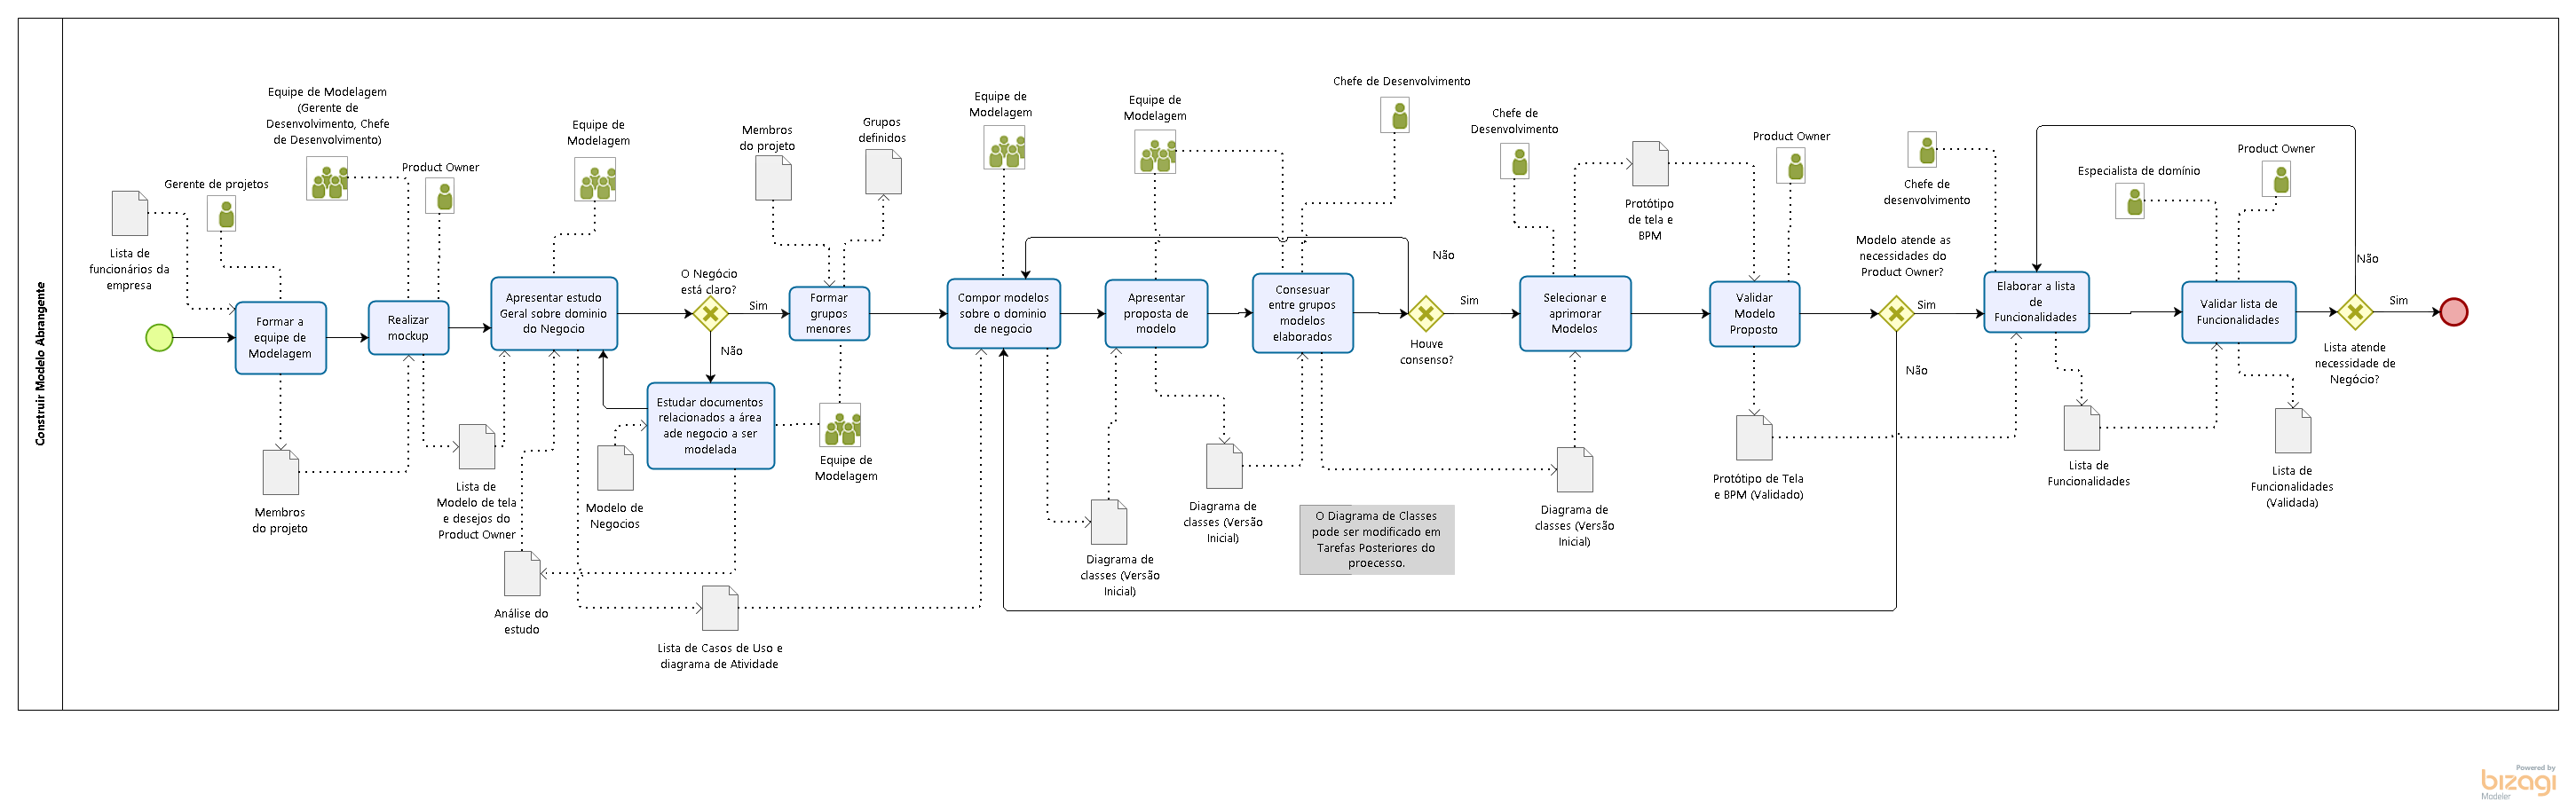 Construir Modelo Abrangente
Lista de
funcionários da
empresa
Gerente de projetos
Formar a
equipe de
Modelagem
Membros
do projeto
Equipe de Modelagem
(Gerente de
Desenvolvimento, Chefe
de Desenvolvimento)
Product Owner
Realizar
mockup
Lista de
Modelo de tela
e desejos do
Product Owner
Equipe de
Modelagem
Apresentar estudo
Geral sobre dominio
do Negocio
Análise do
estudo
O Negócio
está claro?
Sim
Não
Estudar documentos
relacionados a área
ade negocio a ser
modelada
Modelo de
Negocios
Lista de Casos de Uso e
diagrama de Atividade
Membros
do projeto
Grupos
definidos
Formar
grupos
menores
Equipe de
Modelagem
Equipe de
Modelagem
Compor modelos
sobre o dominio
de negocio
Diagrama de
classes (Versão
Inicial)
Equipe de
Modelagem
Apresentar
proposta de
modelo
Diagrama de
classes (Versão
Inicial)
Chefe de Desenvolvimento
Consesuar
entre grupos
modelos
elaborados
O Diagrama de Classes
pode ser modificado em
Tarefas Posteriores do
proecesso.
Não
Sim
Houve
consenso?
Chefe de
Desenvolvimento
Selecionar e
aprimorar
Modelos
Diagrama de
classes (Versão
Inicial)
Protótipo
de tela e
BPM
Product Owner
Validar
Modelo
Proposto
Protótipo de Tela
e BPM (Validado)
Modelo atende as
necessidades do
Product Owner?
Sim
Não
Chefe de
desenvolvimento
Elaborar a lista
de
Funcionalidades
Lista de
Funcionalidades
Especialista de domínio
Product Owner
Validar lista de
Funcionalidades
Lista de
Funcionalidades
(Validada)
Não
Sim
Lista atende
necessidade de
Negócio?
Powered by
bizagi
Modeler